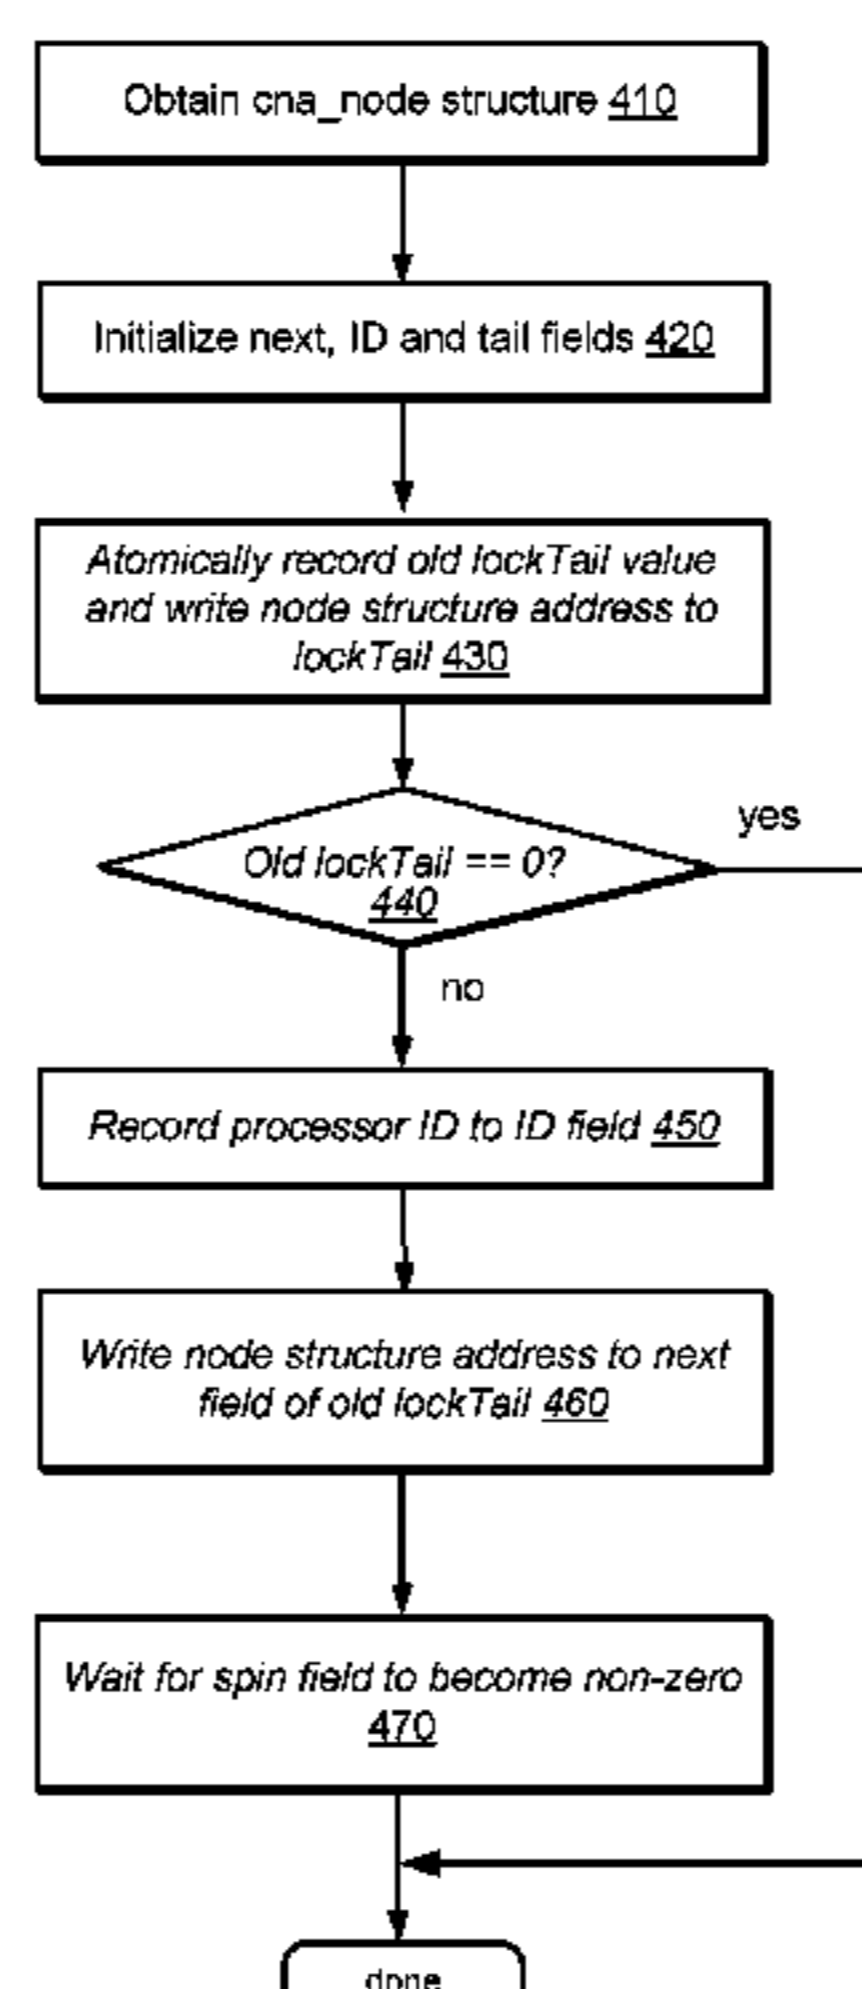 Obtain cna_node structure 410
Initialize next, ID and tail fields 420
Atomically record old lockTail value
and write node structure address to
lockTail 430
yes
Old lockTail == 0?
440
no
Record processor ID to ID field 450
Write node structure address to next
field of old lockTail 460
Wait for spin field to become non-zero
470
done